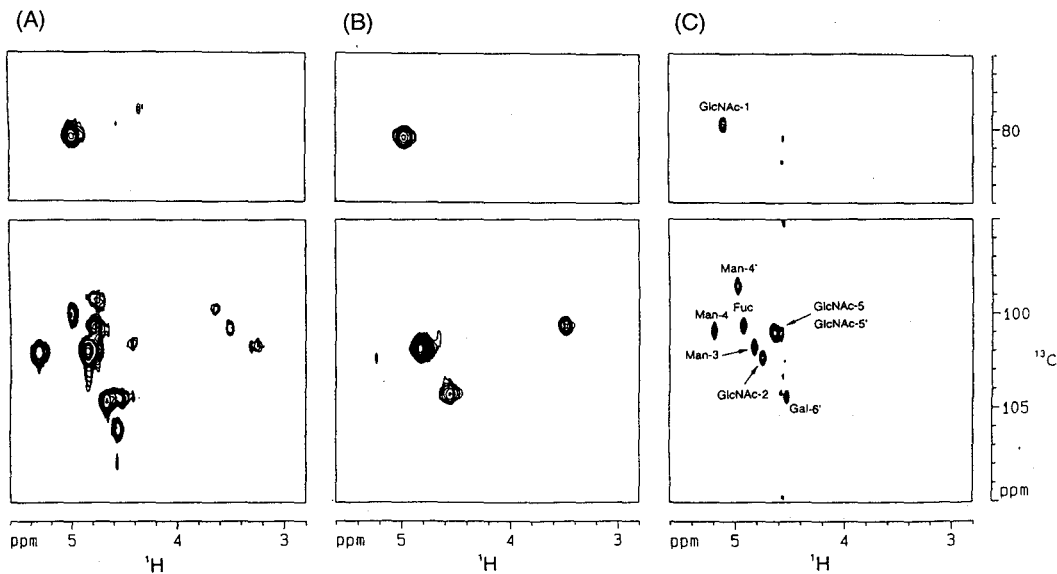 (A)
(B)
(C)
GlcNAc-1
80
Man-4'
Man-4
Fuc
GlcNAc-5
GlcNAc-5'
100
Man-3
¹³C
GlcNAc-2
Gal-6'
105
ppm
ppm 5 4 3
¹H
ppm 5 4 3
¹H
ppm 5 4 3
¹H